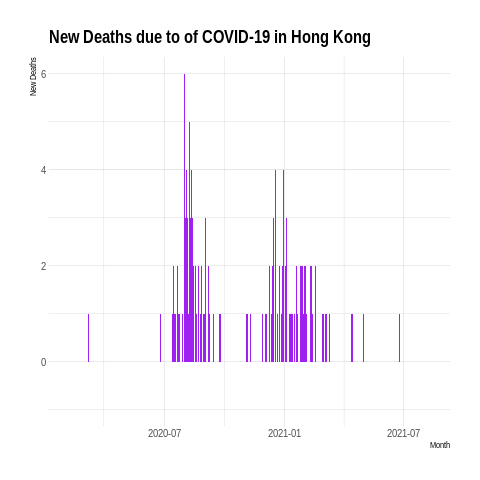 New Deaths due to of COVID-19 in Hong Kong
New Deaths
6
4
2
0
2020-07
2021-01
2021-07
Month